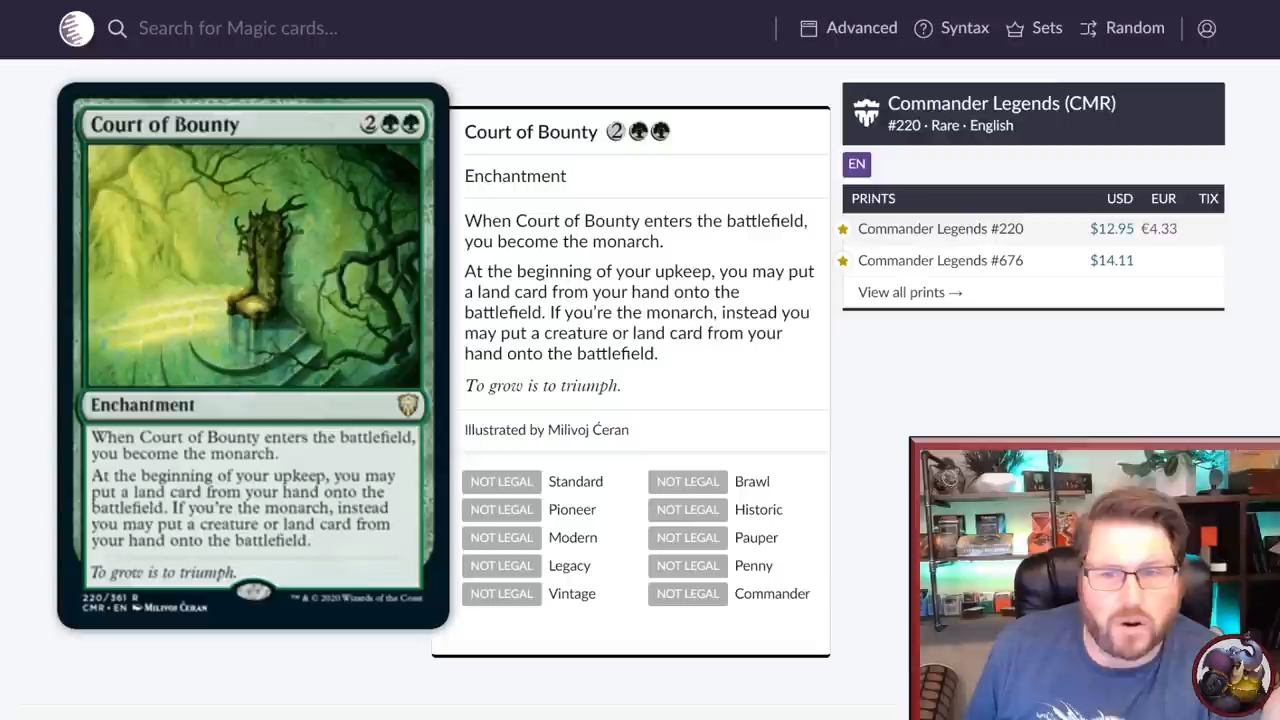 Search for Magic cards...
Advanced
Syntax
Sets
Random
Court of Bounty 2
When Court of Bounty enters the battlefield,
you become the monarch.
At the beginning of your upkeep, you may
put a land card from your hand onto the
battlefield. If you're the monarch, instead
you may put a creature or land card from
your hand onto the battlefield.
To grow is to triumph.
Enchantment
220/361 R
CMR • EN Milivoj Ćeran
™ & © 2020 Wizards of the Coast
Court of Bounty 2
Enchantment
When Court of Bounty enters the battlefield,
you become the monarch.
At the beginning of your upkeep, you may put
a land card from your hand onto the
battlefield. If you're the monarch, instead you
may put a creature or land card from your
hand onto the battlefield.
To grow is to triumph.
Illustrated by Milivoj Ćeran
NOT LEGAL Standard NOT LEGAL Brawl
NOT LEGAL Pioneer NOT LEGAL Historic
NOT LEGAL Modern NOT LEGAL Pauper
NOT LEGAL Legacy NOT LEGAL Penny
NOT LEGAL Vintage NOT LEGAL Commander
Commander Legends (CMR)
#220 · Rare · English
EN
PRINTS USD EUR TIX
Commander Legends #220 $12.95 €4.33
Commander Legends #676 $14.11
View all prints →